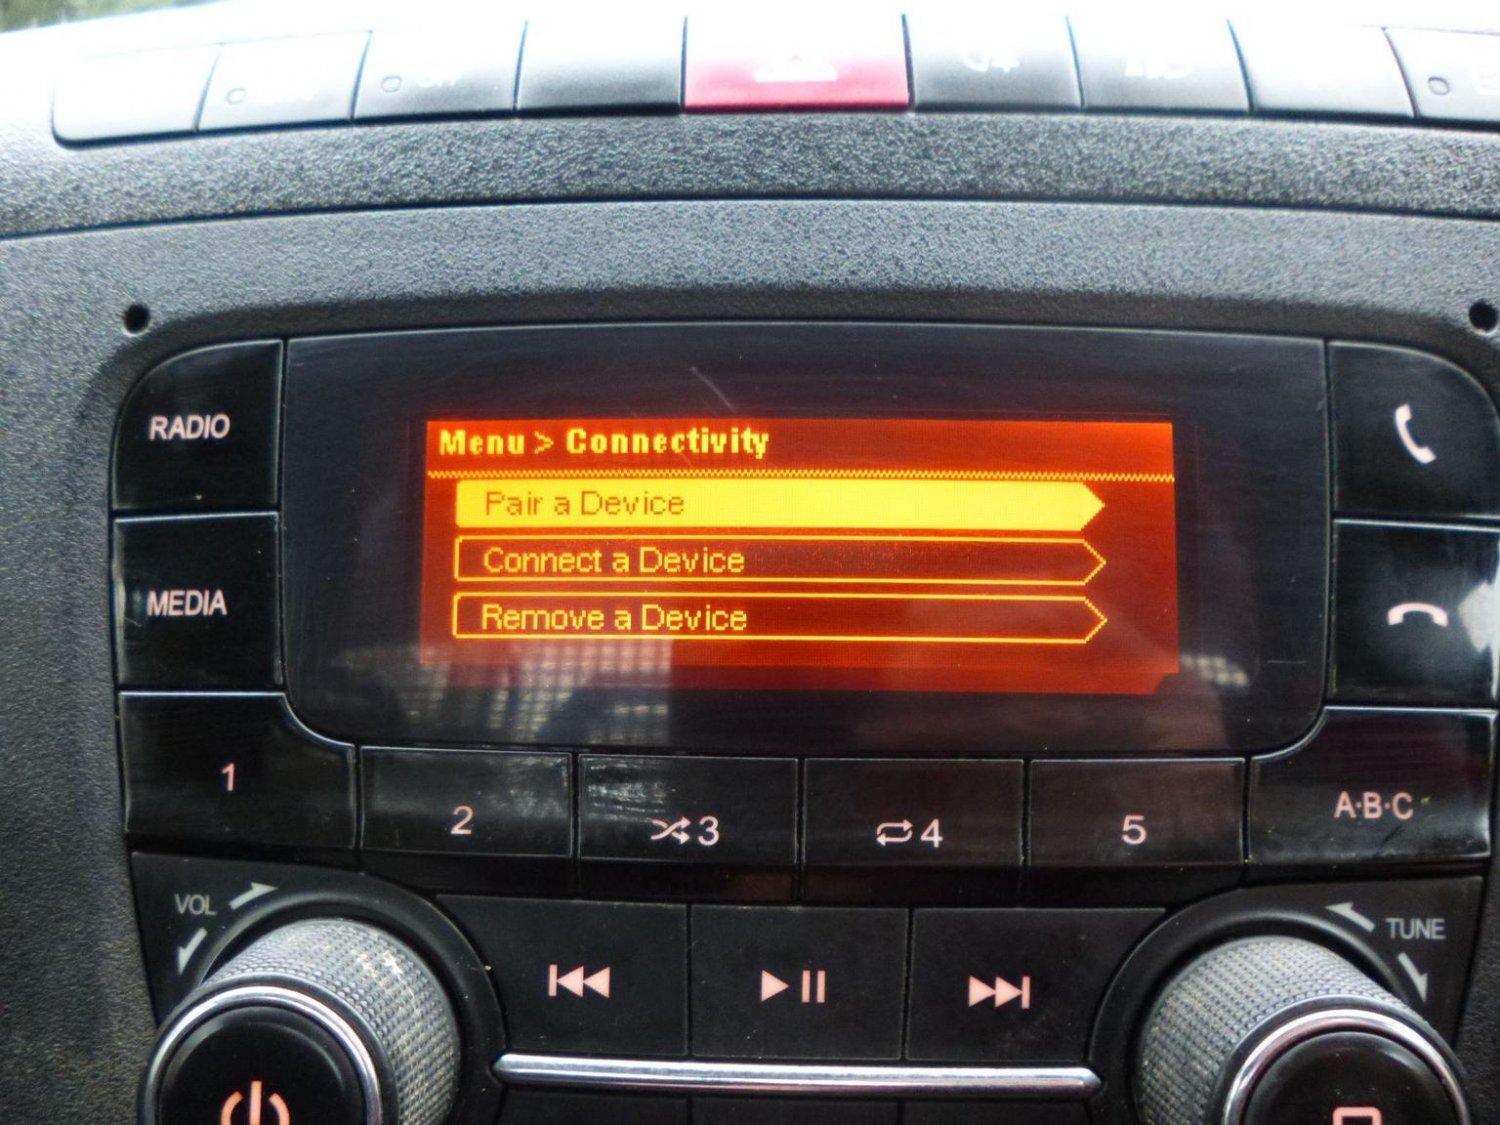 Menu > Connectivity
Pair a Device
Connect a Device
Remove a Device
RADIO
MEDIA
1
2
3
4
5
A·B·C
VOL
TUNE